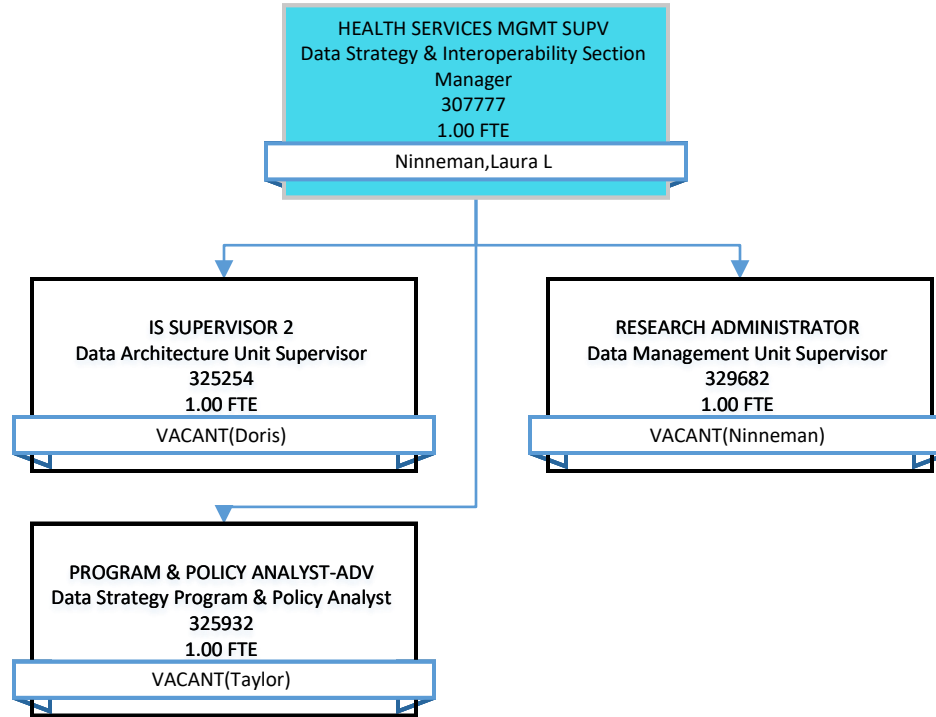 HEALTH SERVICES MGMT SUPV
Data Strategy & Interoperability Section
Manager
307777
1.00 FTE
Ninneman,Laura L
IS SUPERVISOR 2
Data Architecture Unit Supervisor
325254
1.00 FTE
VACANT(Doris)
RESEARCH ADMINISTRATOR
Data Management Unit Supervisor
329682
1.00 FTE
VACANT(Ninneman)
PROGRAM & POLICY ANALYST-ADV
Data Strategy Program & Policy Analyst
325932
1.00 FTE
VACANT(Taylor)